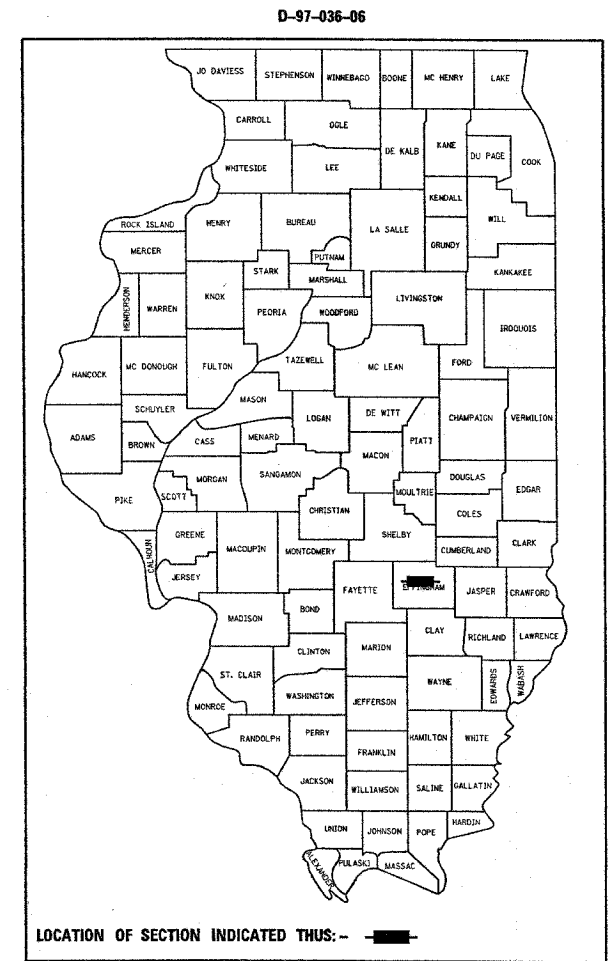 D-97-036-06
JO DAVIESS STEPHENSON WINNEBAGO BOONE MC HENRY LAKE
CARROLL OGLE
DE KALB KANE DU PAGE COOK
WHITESIDE LEE
KENDALL WILL
ROCK ISLAND HENRY BUREAU LA SALLE GRUNDY
MERCER PUTNAM KANKAKEE
STARK MARSHALL
HENDERSON WARREN KNOX PEORIA WOODFORD LIVINGSTON IROQUOIS
HANCOCK MC DONOUGH FULTON TAZEWELL MC LEAN FORD
MASON
SCHUYLER LOGAN DE WITT CHAMPAIGN VERMILION
ADAMS BROWN CASS MENARD PIATT
MACON
MORGAN SANGAMON DOUGLAS EDGAR
PIKE SCOTT CHRISTIAN MOULTRIE COLES
GREENE SHELBY
CALHOUN MACOUPIN MONTGOMERY CUMBERLAND CLARK
JERSEY FAYETTE EFFINGHAM JASPER CRAWFORD
MADISON BOND
CLAY RICHLAND LAWRENCE
CLINTON MARION
ST. CLAIR WAYNE EDWARDS WABASH
WASHINGTON JEFFERSON
MONROE
RANDOLPH PERRY HAMILTON WHITE
FRANKLIN
JACKSON WILLIAMSON SALINE GALLATIN
UNION JOHNSON POPE HARDIN
ALEXANDER PULASKI MASSAC
LOCATION OF SECTION INDICATED THUS: -